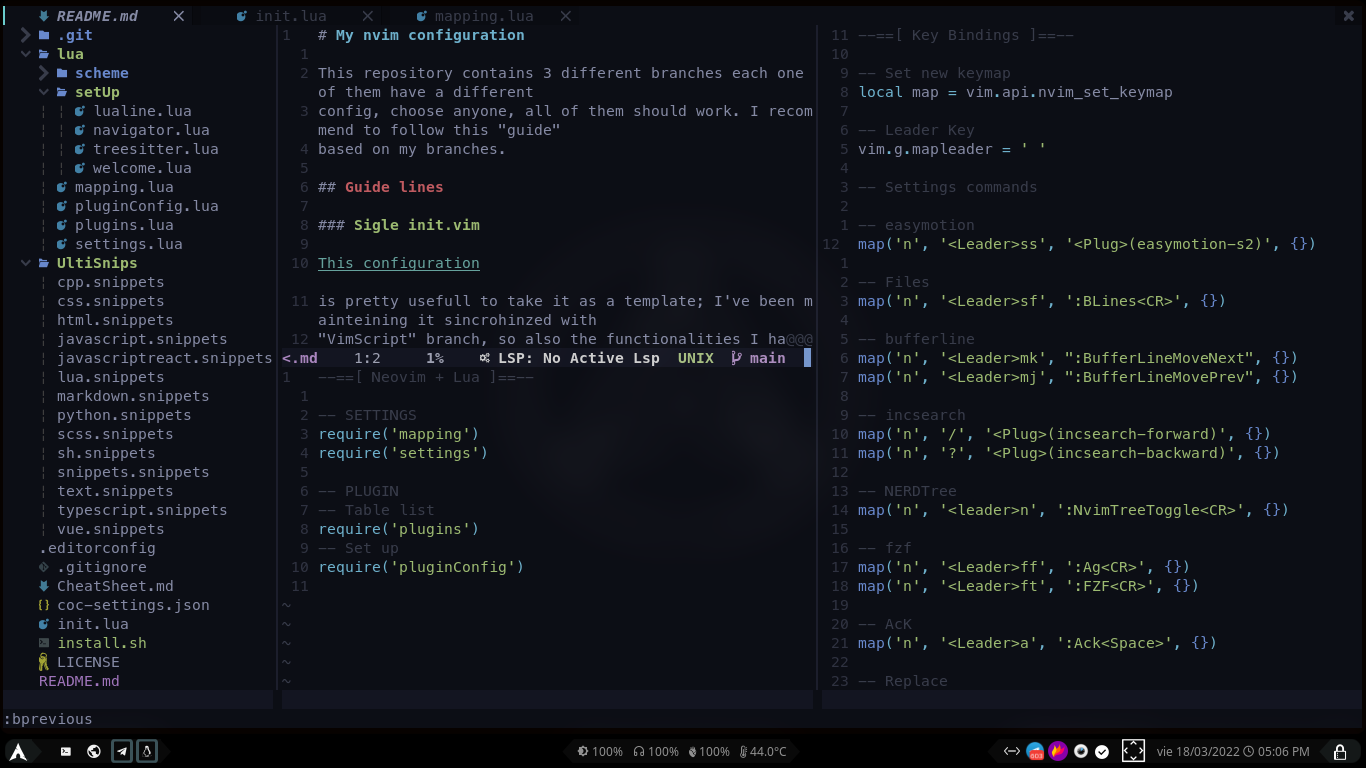 README.md init.lua mapping.lua
.git
lua
scheme
setUp
lualine.lua
navigator.lua
treesitter.lua
welcome.lua
mapping.lua
pluginConfig.lua
plugins.lua
settings.lua
UltiSnips
cpp.snippets
css.snippets
html.snippets
javascript.snippets
javascriptreact.snippets
lua.snippets
markdown.snippets
python.snippets
scss.snippets
sh.snippets
snippets.snippets
text.snippets
typescript.snippets
vue.snippets
.editorconfig
.gitignore
CheatSheet.md
{} coc-settings.json
init.lua
install.sh
LICENSE
README.md
1 # My nvim configuration
1
2 This repository contains 3 different branches each one
of them have a different
3 config, choose anyone, all of them should work. I recom
mend to follow this "guide"
4 based on my branches.
5
6 ## Guide lines
7
8 ### Sigle init.vim
9
10 This configuration
11 is pretty usefull to take it as a template; I've been m
ainteining it sincrohinzed with
12 "VimScript" branch, so also the functionalities I ha@@@
<.md 1:2 1% LSP: No Active Lsp UNIX main
1 --==[ Neovim + Lua ]==--
1
2 -- SETTINGS
3 require('mapping')
4 require('settings')
5
6 -- PLUGIN
7 -- Table list
8 require('plugins')
9 -- Set up
10 require('pluginConfig')
11
~
~
~
~
~
11 --==[ Key Bindings ]==--
10
9 -- Set new keymap
8 local map = vim.api.nvim_set_keymap
7
6 -- Leader Key
5 vim.g.mapleader = ' '
4
3 -- Settings commands
2
1 -- easymotion
12 map('n', '<Leader>ss', '<Plug>(easymotion-s2)', {})
1
2 -- Files
3 map('n', '<Leader>sf', ':BLines<CR>', {})
4
5 -- bufferline
6 map('n', '<Leader>mk', ":BufferLineMoveNext", {})
7 map('n', '<Leader>mj', ":BufferLineMovePrev", {})
8
9 -- incsearch
10 map('n', '/', '<Plug>(incsearch-forward)', {})
11 map('n', '?', '<Plug>(incsearch-backward)', {})
12
13 -- NERDTree
14 map('n', '<leader>n', ':NvimTreeToggle<CR>', {})
15
16 -- fzf
17 map('n', '<Leader>ff', ':Ag<CR>', {})
18 map('n', '<Leader>ft', ':FZF<CR>', {})
19
20 -- AcK
21 map('n', '<Leader>a', ':Ack<Space>', {})
22
23 -- Replace
:bprevious
100% 100% 100% 44.0°C vie 18/03/2022 05:06 PM